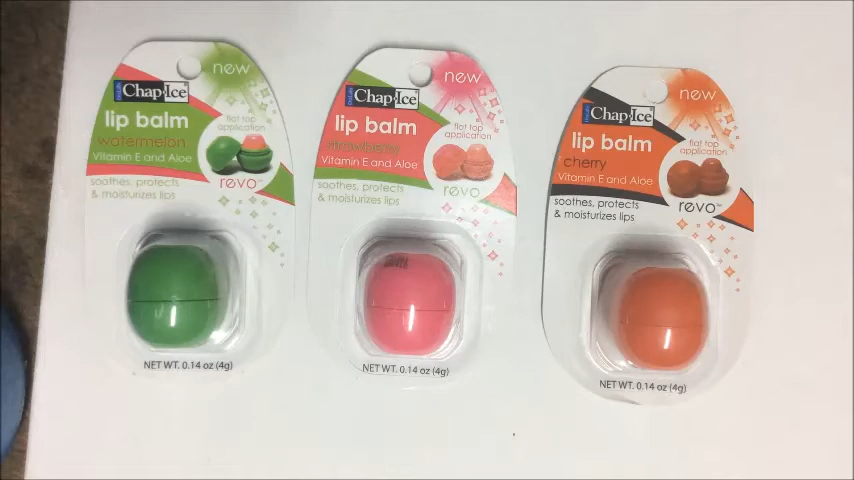 new
Chap-Ice®
lip balm
watermelon
Vitamin E and Aloe
flat top
application
revo™
soothes, protects
& moisturizes lips
NET WT. 0.14 oz (4g)
new
Chap-Ice®
lip balm
strawberry
Vitamin E and Aloe
flat top
application
revo
soothes, protects
& moisturizes lips
NET WT. 0.14 oz (4g)
new
Chap-Ice®
lip balm
cherry
Vitamin E and Aloe
flat top
application
revo™
soothes, protects
& moisturizes lips
NET WT. 0.14 oz (4g)